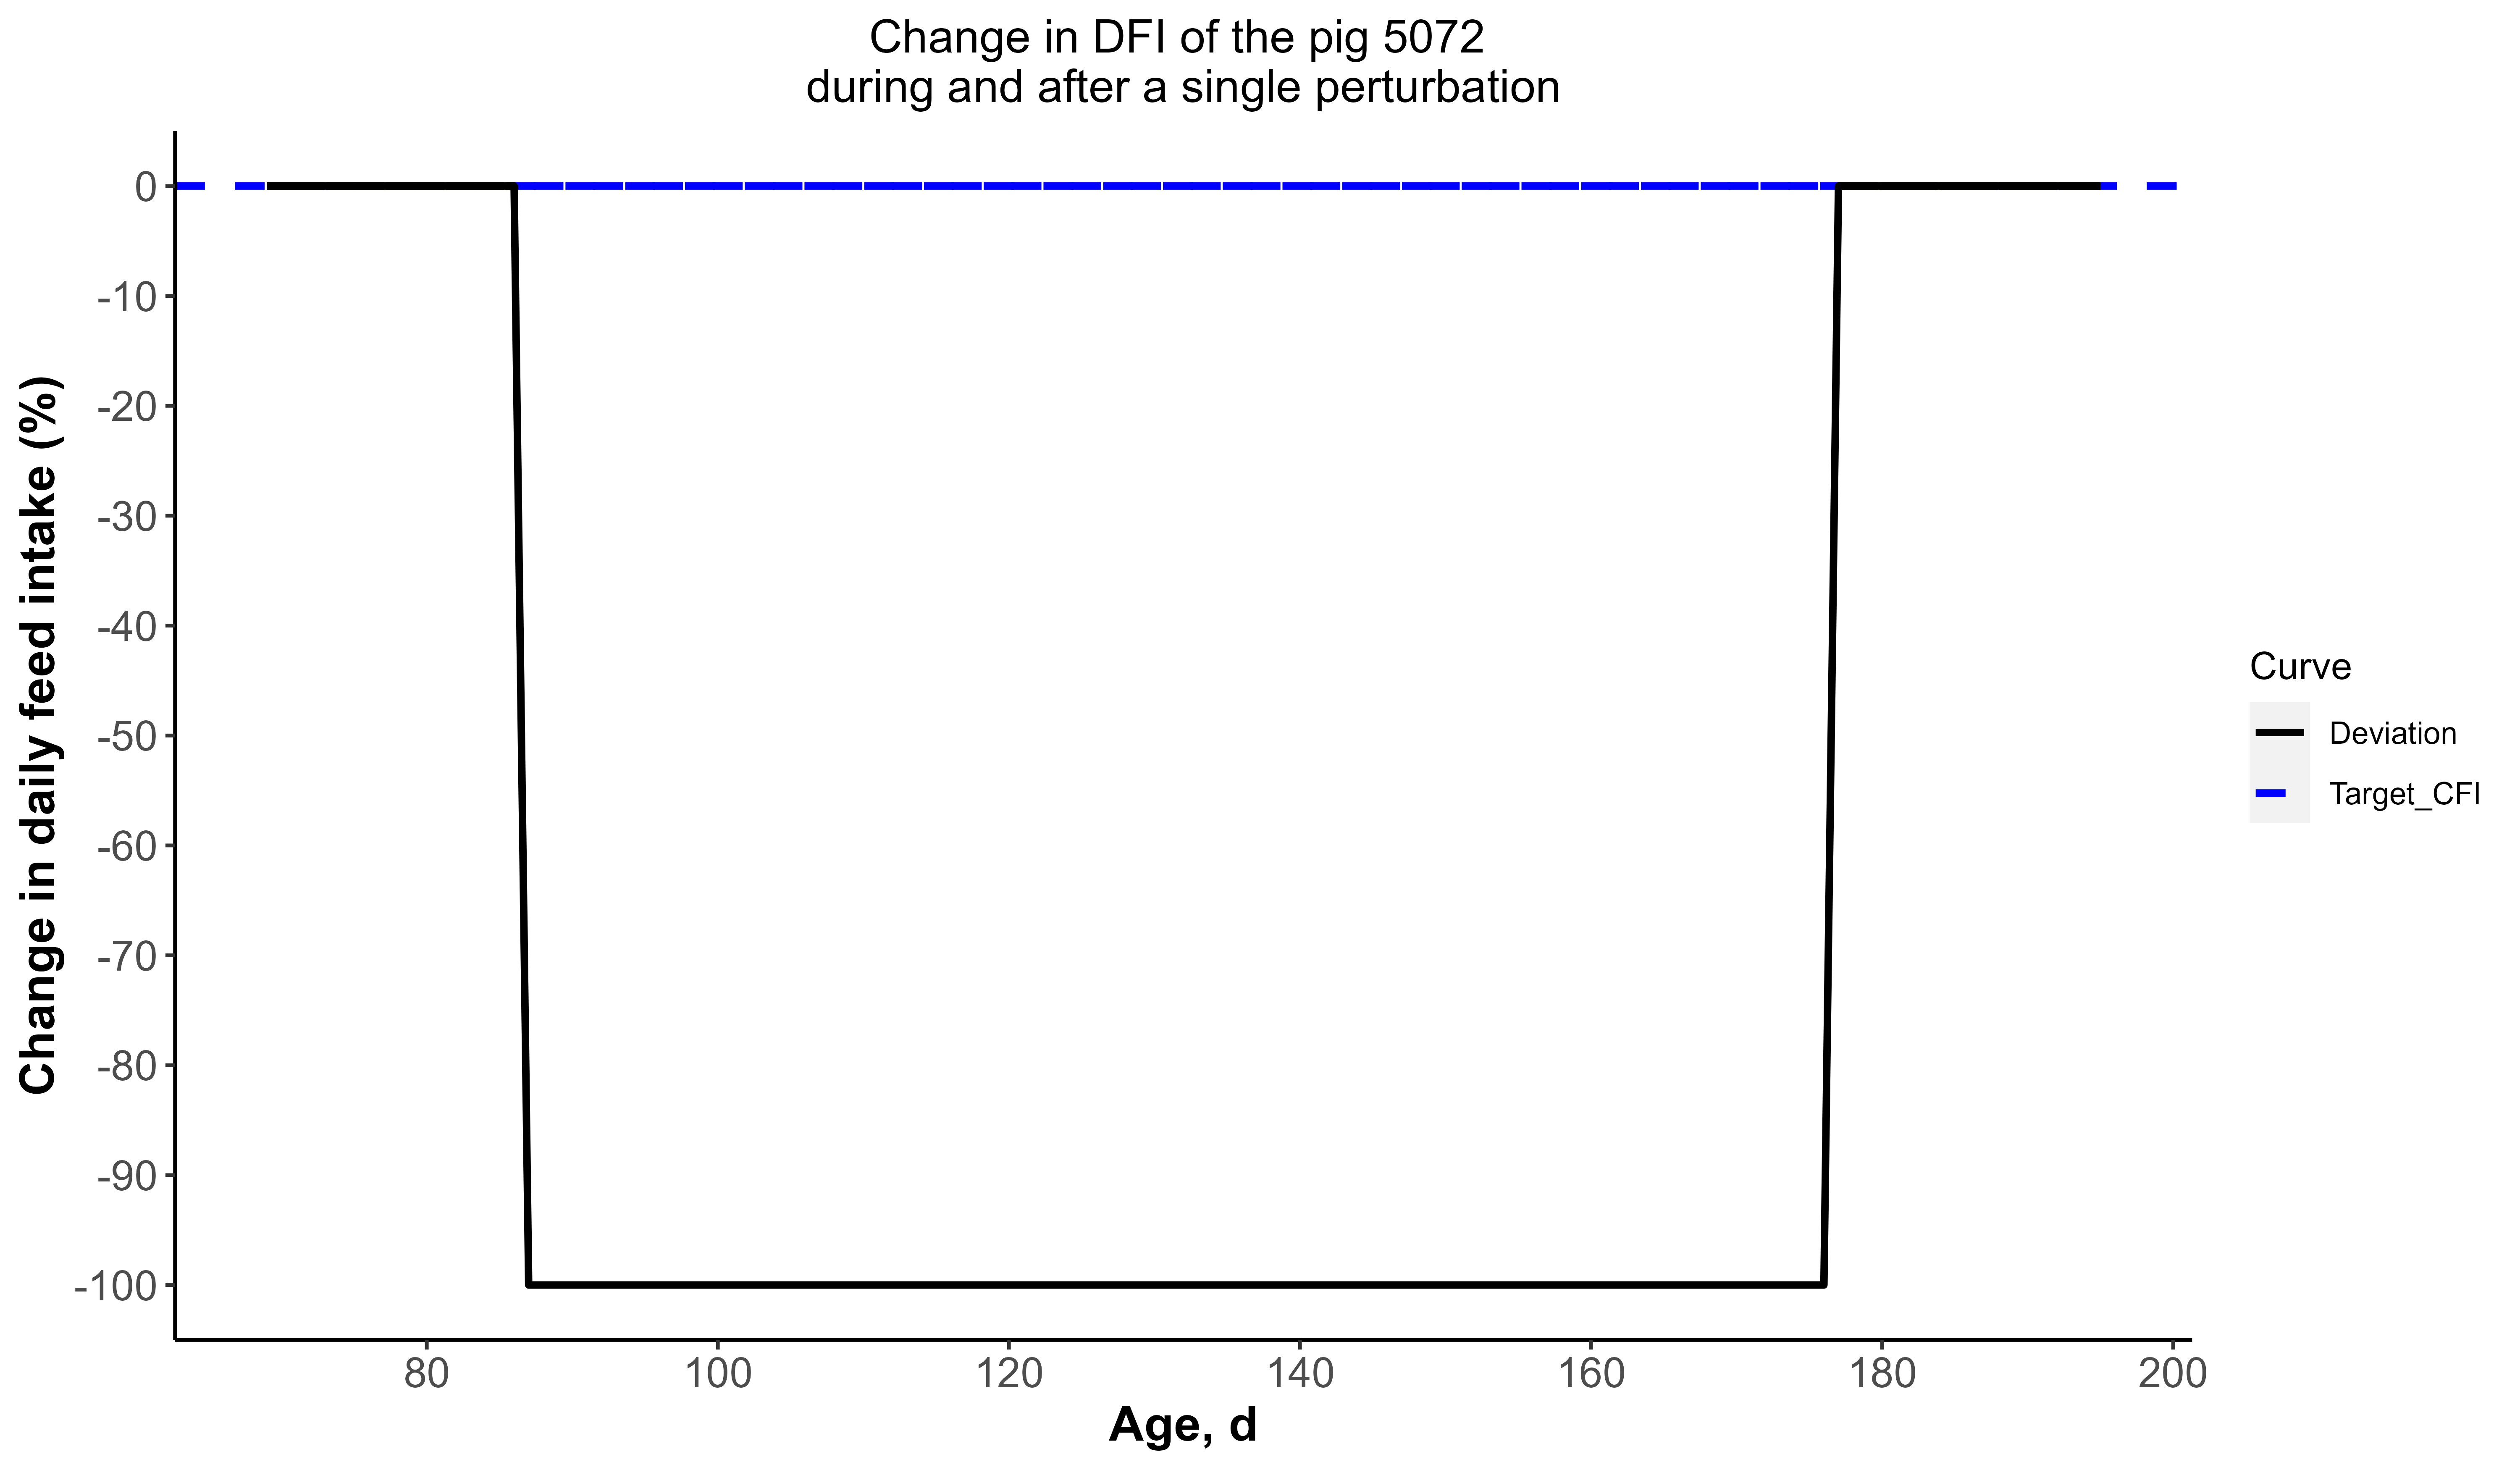 Change in DFI of the pig 5072
during and after a single perturbation
Change in daily feed intake (%)
0
-10
-20
-30
-40
-50
-60
-70
-80
-90
-100
80
100
120
140
160
180
200
Age, d
Curve
Deviation
Target_CFI